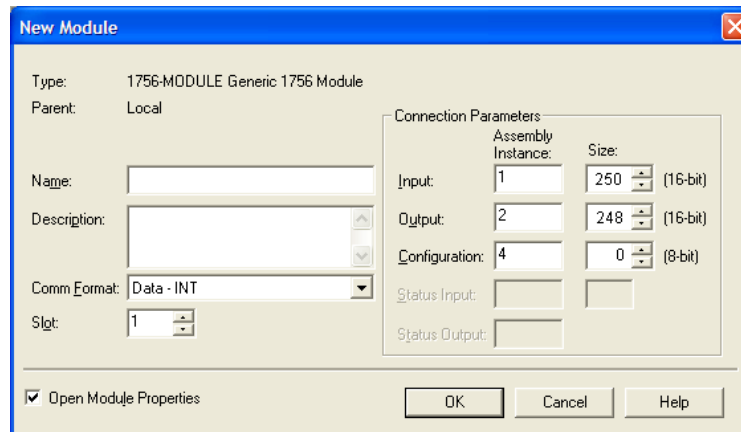 New Module
Type: 1756-MODULE Generic 1756 Module
Parent: Local
Connection Parameters
Assembly Instance: Size:
Name:
Input: 1 250 (16-bit)
Description:
Output: 2 248 (16-bit)
Configuration: 4 0 (8-bit)
Comm Format: Data - INT
Status Input:
Slot: 1
Status Output:
Open Module Properties
OK Cancel Help